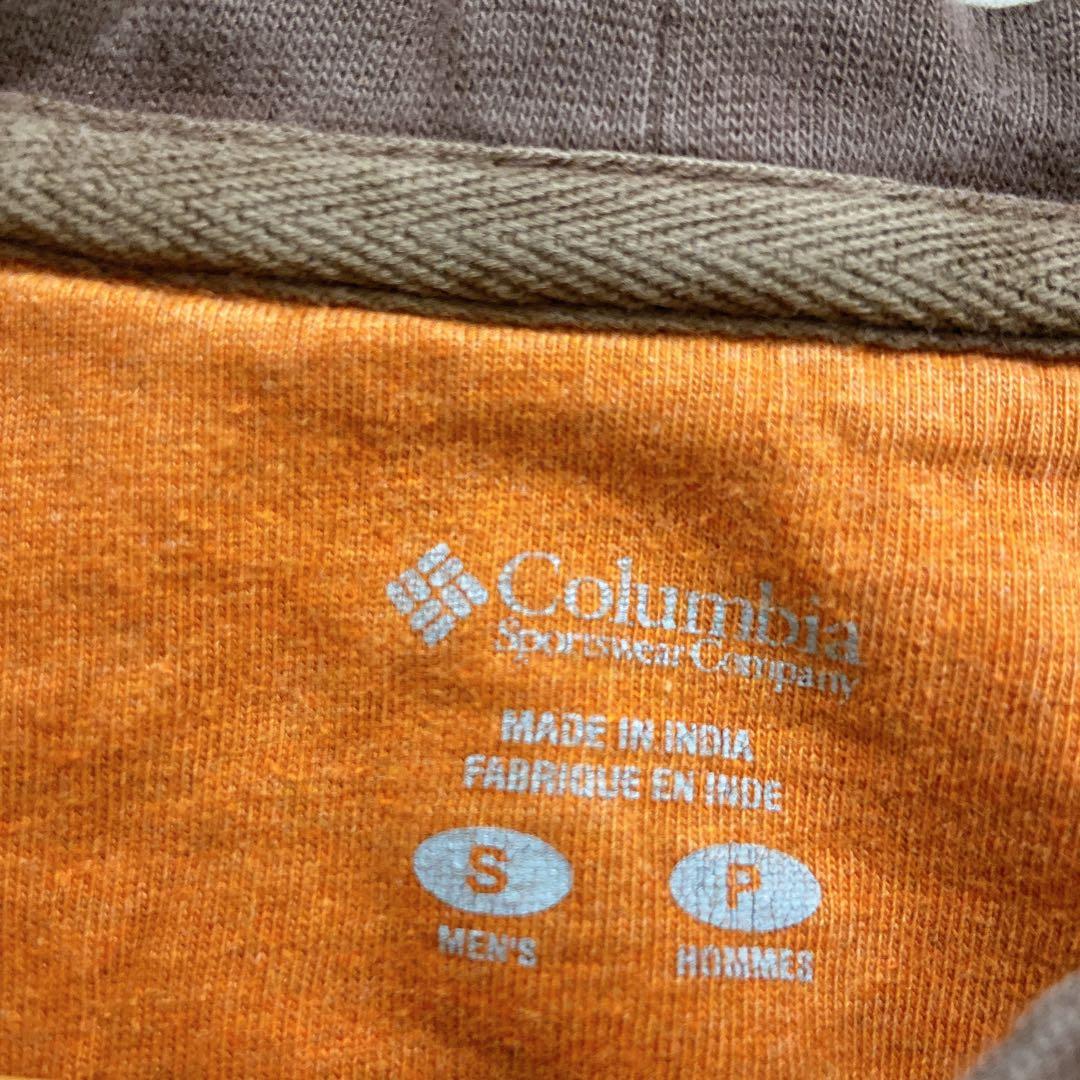 Columbia
Sportswear Company
MADE IN INDIA
FABRIQUE EN INDE
S P
MEN'S HOMMES